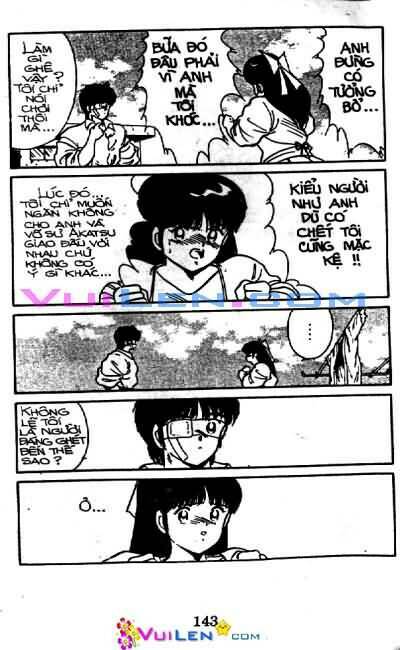 ANH
ĐỪNG
CÓ
"TƯỞNG
BỞ"...
BỮA ĐÓ
ĐÂU PHẢI
VÌ ANH
MÀ
TÔI
KHÓC...
LÀM
GÌ
GHÊ
VẬY ?
TÔI CHỈ
NÓI
CHƠI
THÔI
MÀ...
KIỂU NGƯỜI
NHƯ ANH
DÙ CÓ
CHẾT TÔI
CŨNG MẶC
KỆ !!
LÚC ĐÓ...
TÔI CHỈ MUỐN
NGĂN KHÔNG
CHO ANH VÀ
VÕ SƯ AKATSU
GIAO ĐẤU VỚI
NHAU CHỨ
KHÔNG CÓ
Ý GÌ KHÁC...
VUILEN.COM
...
KHÔNG
LẼ TÔI
LÀ NGƯỜI
ĐÁNG GHÉT
ĐẾN THẾ
SAO ?
Ơ...
143
VUILEN.COM